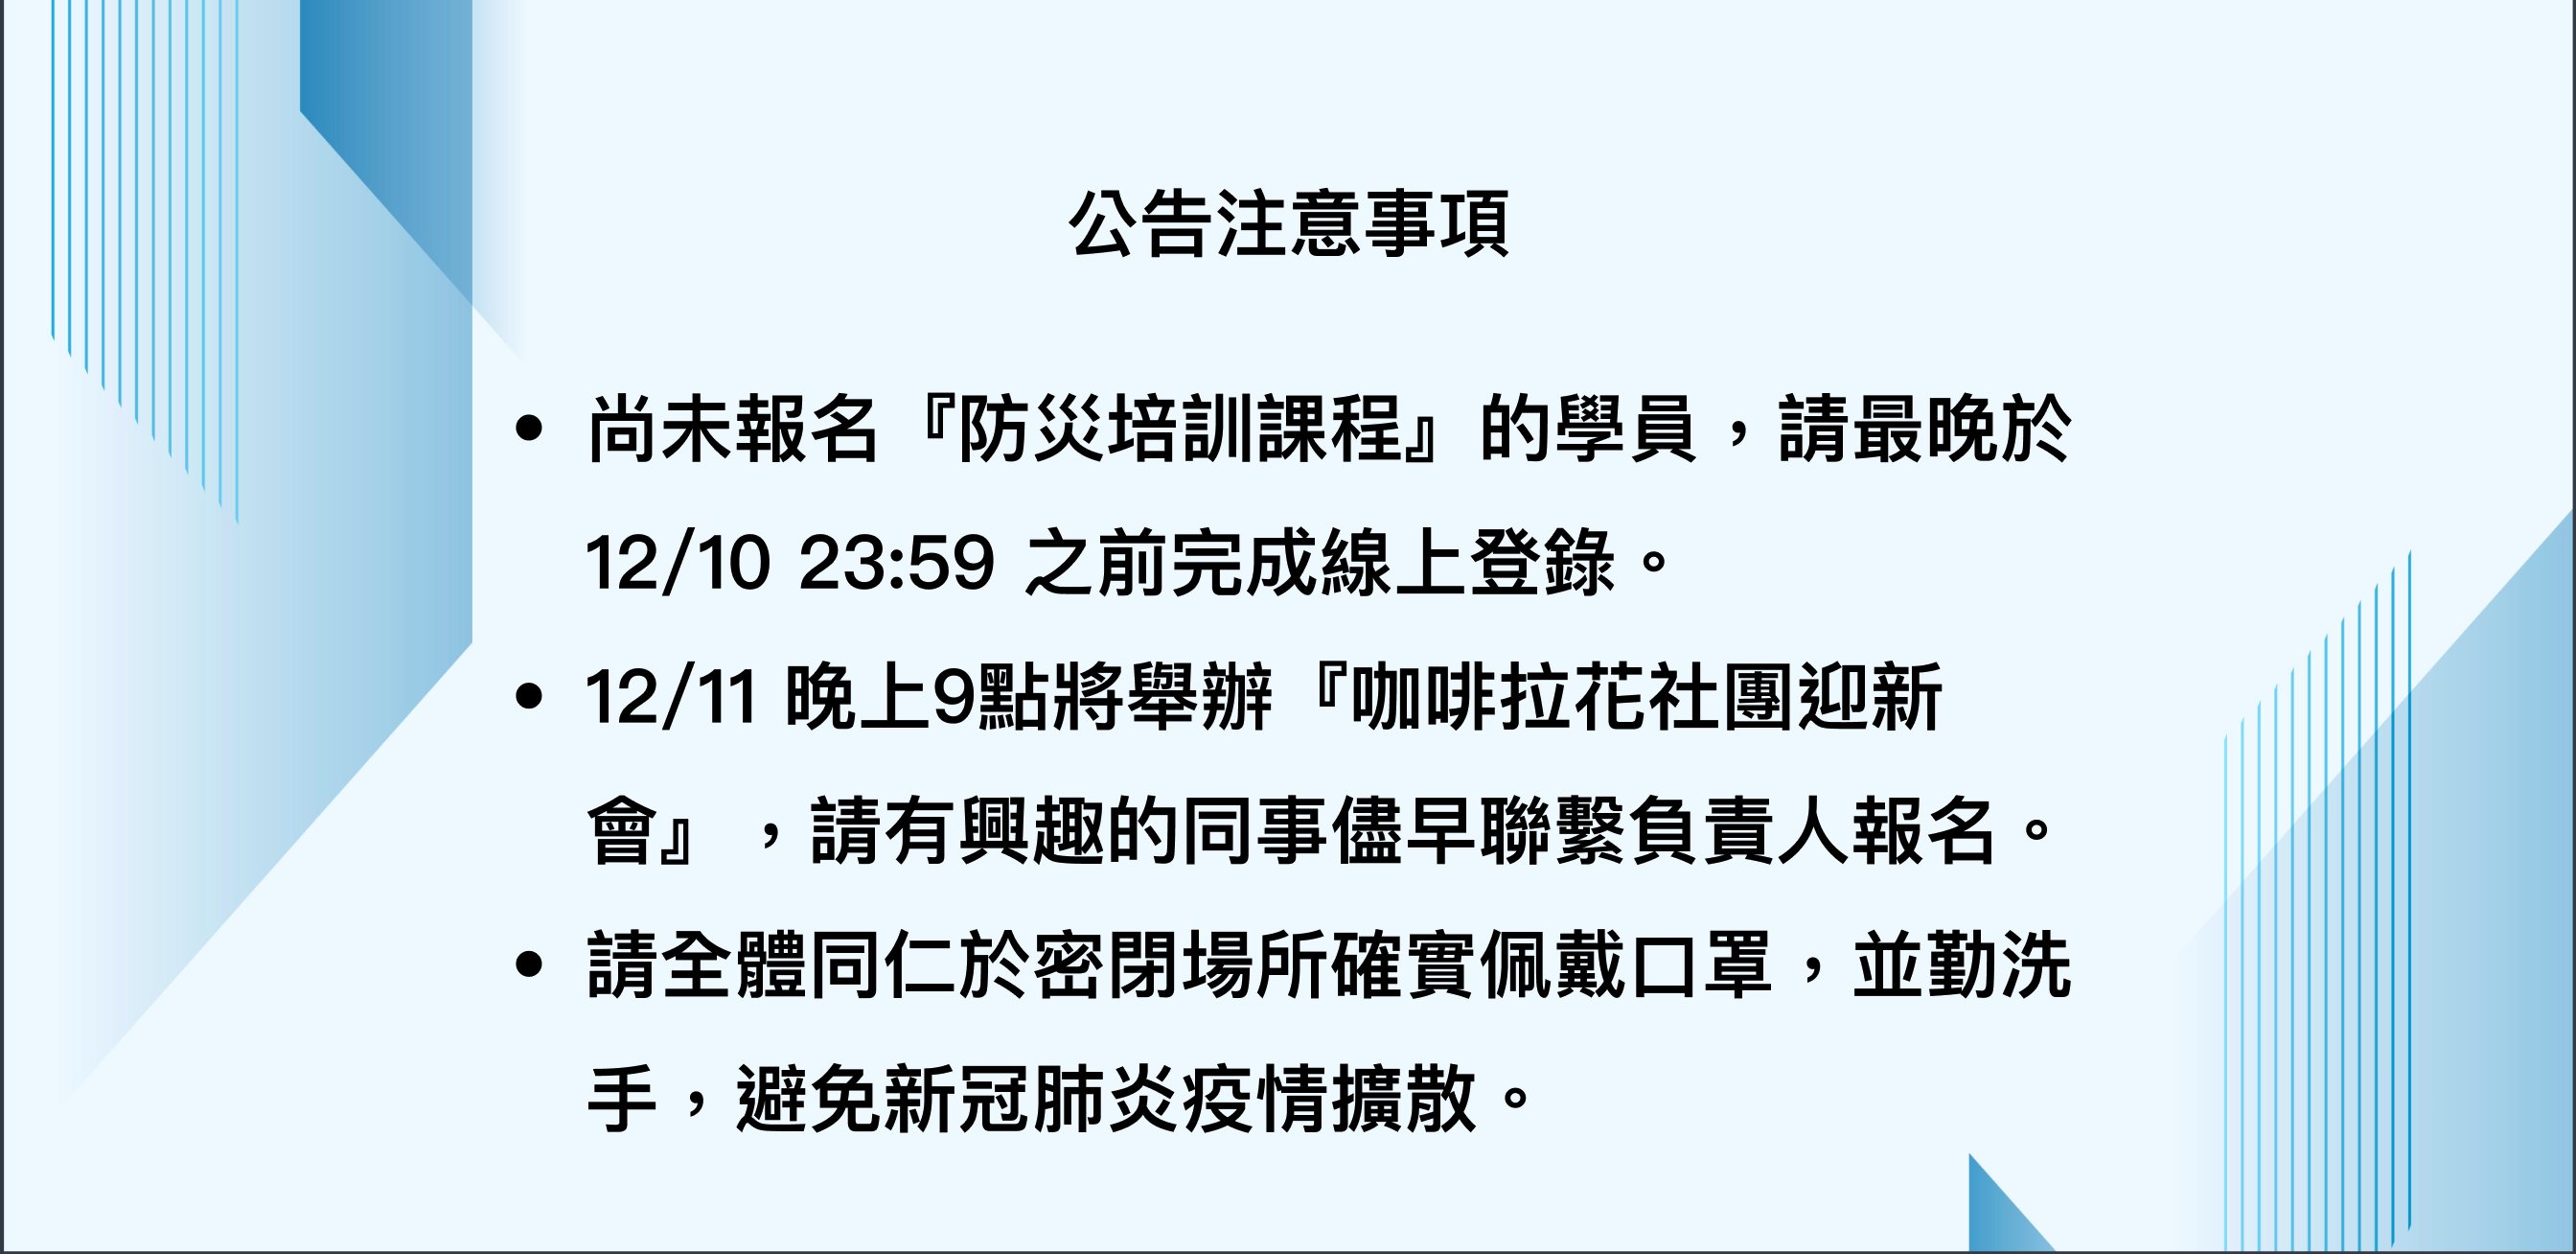 公告注意事項
• 尚未報名『防災培訓課程』的學員，請最晚於
12/10 23:59 之前完成線上登錄。
• 12/11 晚上9點將舉辦『咖啡拉花社團迎新
會』，請有興趣的同事儘早聯繫負責人報名。
• 請全體同仁於密閉場所確實佩戴口罩，並勤洗
手，避免新冠肺炎疫情擴散。